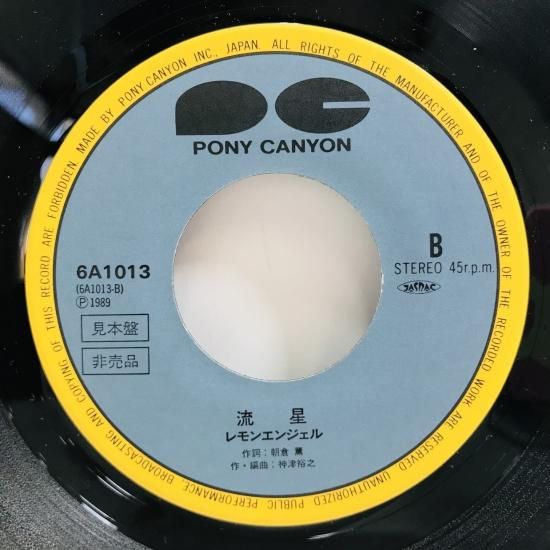 MADE BY PONY CANYON INC., JAPAN. ALL RIGHTS OF THE MANUFACTURER AND OF THE OWNER OF THE RECORDED WORK ARE RESERVED UNAUTHORIZED PUBLIC PERFORMANCE, BROADCASTING AND COPYING OF THIS RECORD ARE FORBIDDEN.
PC
PONY CANYON
6A1013
(6A1013-B)
Ⓟ 1989
見本盤
非売品
B
STEREO 45r.p.m.
JASRAC
流星
レモンエンジェル
作詞：朝倉 薫
作・編曲：神津裕之